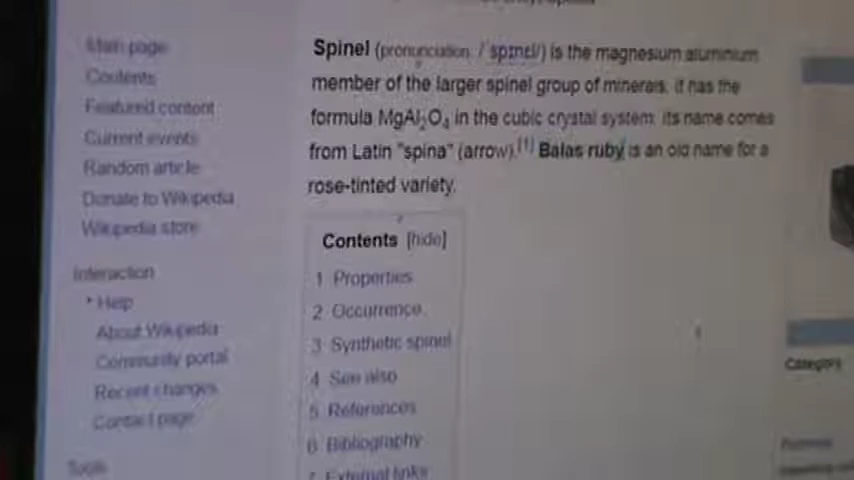 Main page
Contents
Featured content
Current events
Random article
Donate to Wikipedia
Wikipedia store
Interaction
Help
About Wikipedia
Community portal
Recent changes
Contact page
Tools
Spinel (pronunciation: /ˈspɪnɛl/) is the magnesium aluminium
member of the larger spinel group of minerals. It has the
formula MgAl₂O₄ in the cubic crystal system. Its name comes
from Latin "spina" (arrow).[1] Balas ruby is an old name for a
rose-tinted variety.
Contents [hide]
1 Properties
2 Occurrence
3 Synthetic spinel
4 See also
5 References
6 Bibliography
7 External links
Category